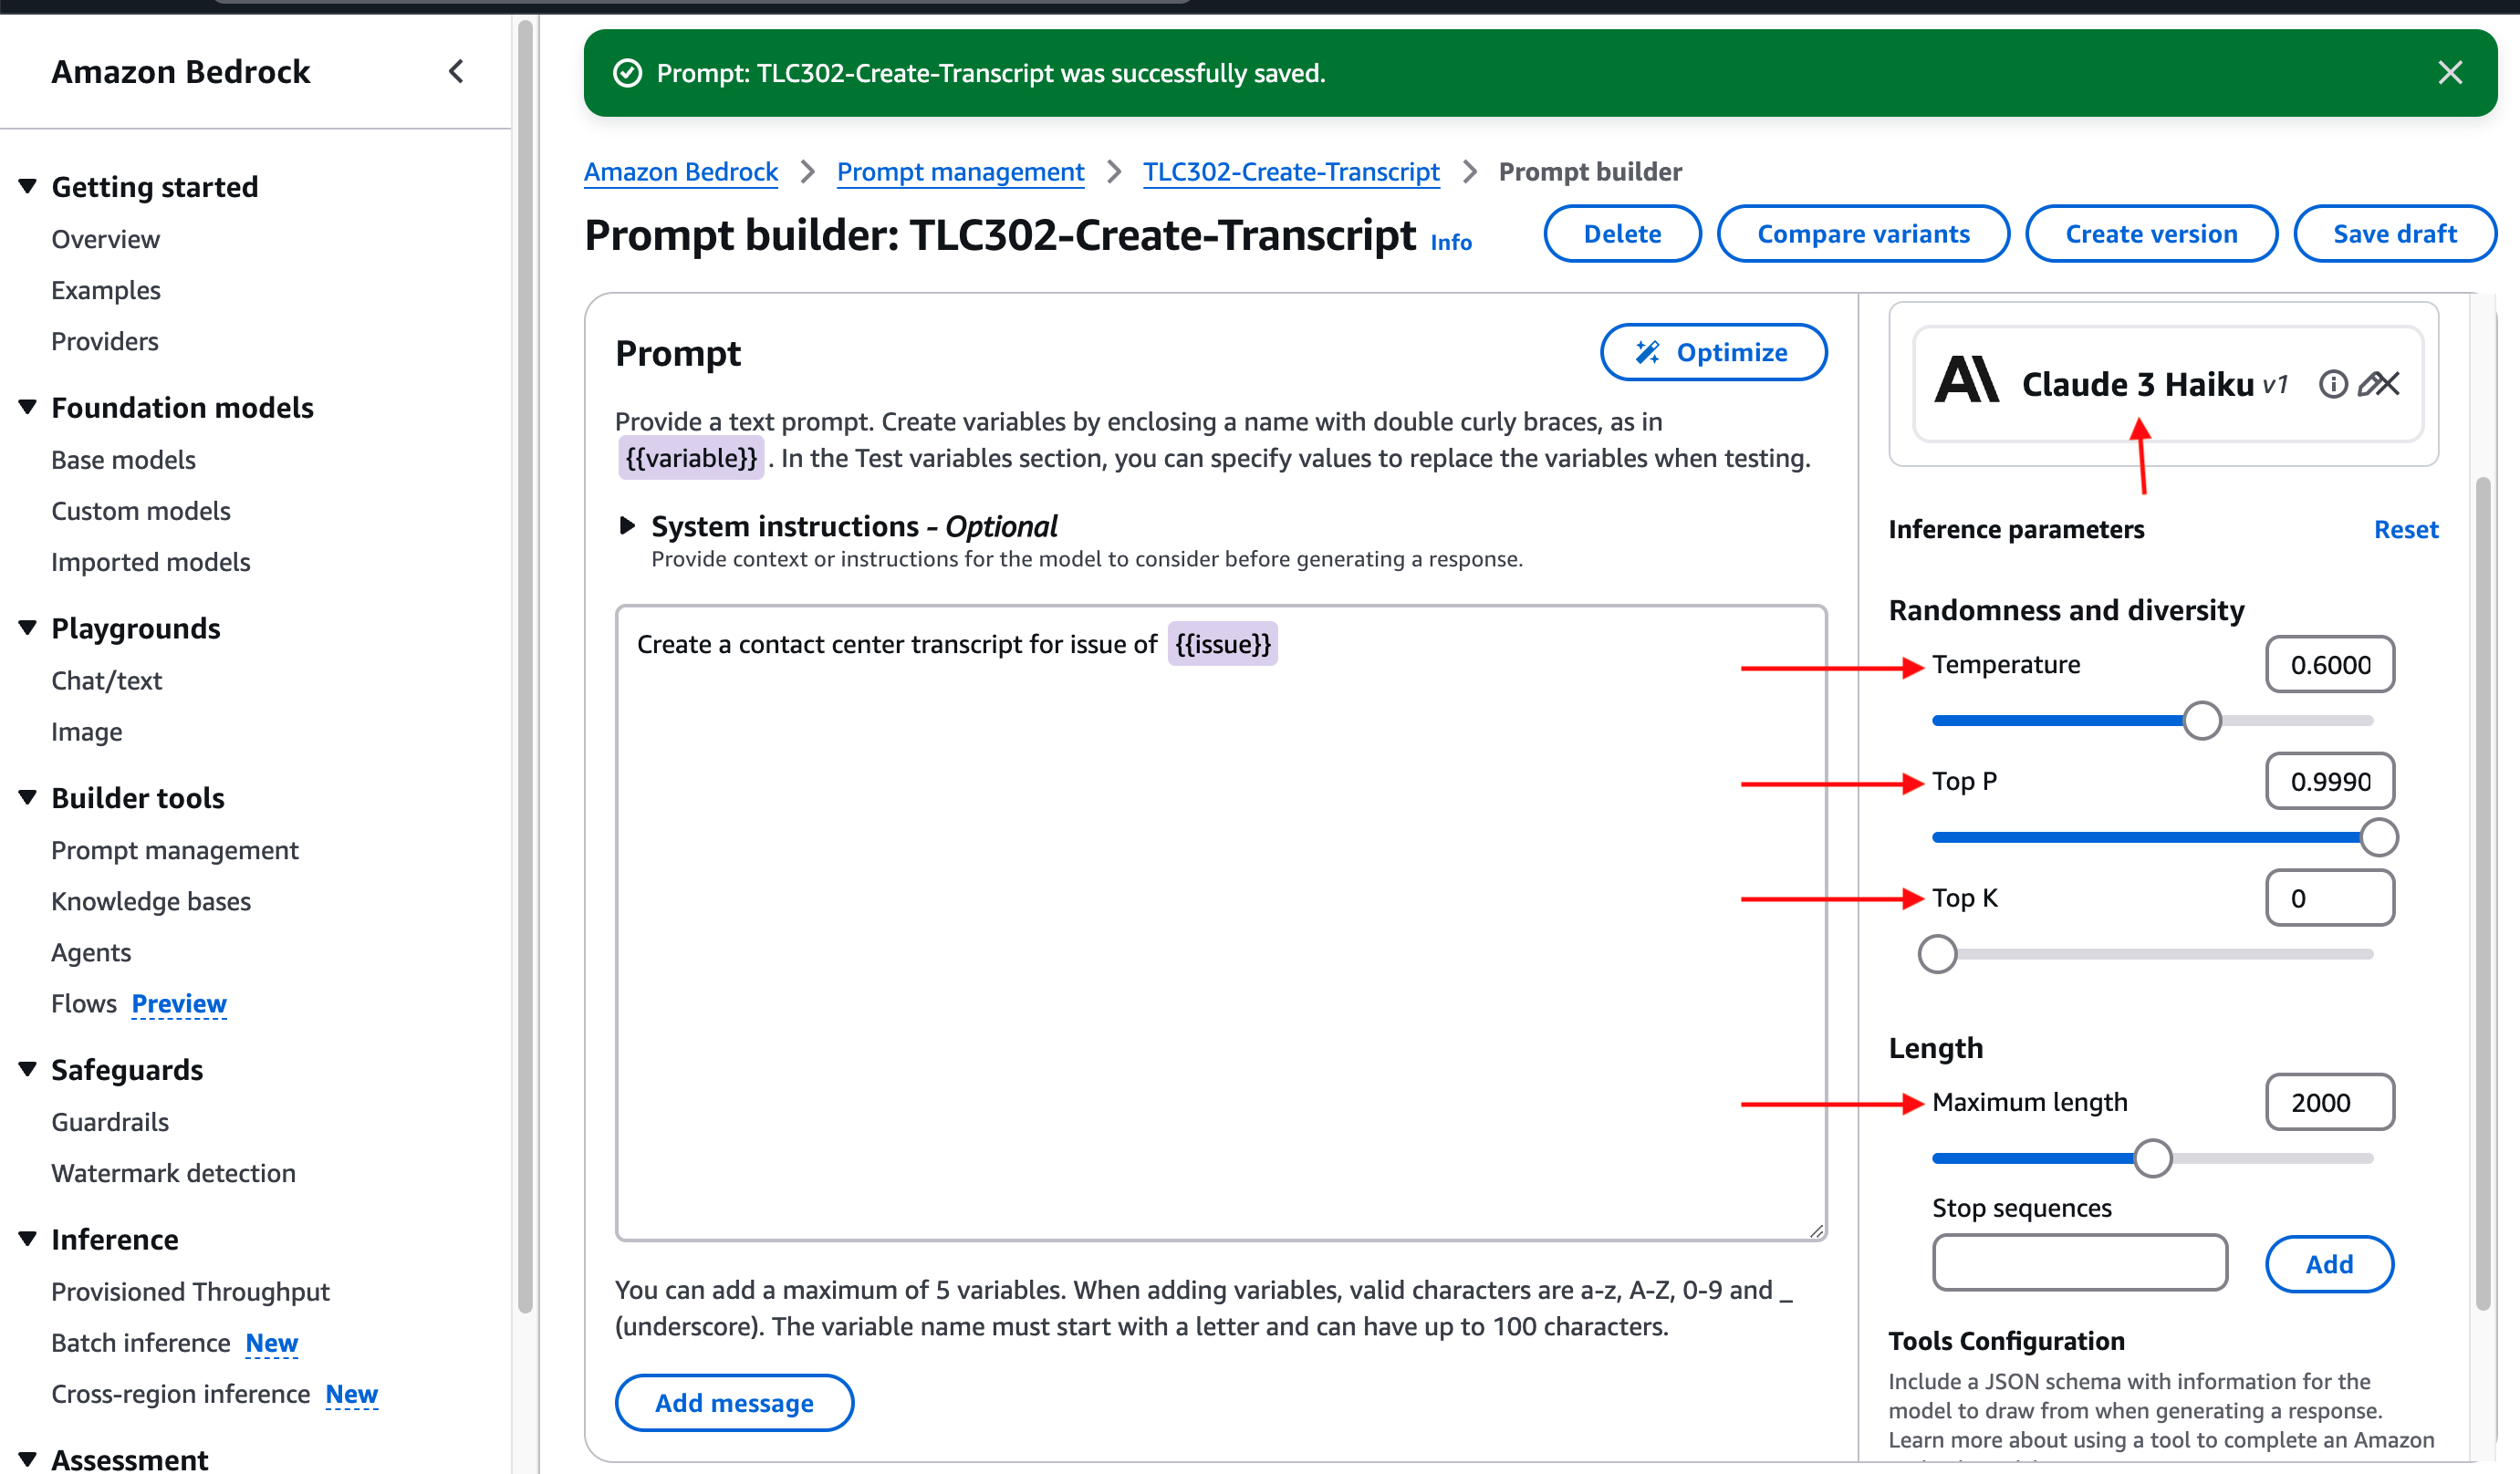 Amazon Bedrock
Getting started
Overview
Examples
Providers
Foundation models
Base models
Custom models
Imported models
Playgrounds
Chat/text
Image
Builder tools
Prompt management
Knowledge bases
Agents
Flows Preview
Safeguards
Guardrails
Watermark detection
Inference
Provisioned Throughput
Batch inference New
Cross-region inference New
Assessment
Prompt: TLC302-Create-Transcript was successfully saved.
Amazon Bedrock > Prompt management > TLC302-Create-Transcript > Prompt builder
Prompt builder: TLC302-Create-Transcript Info
Delete
Compare variants
Create version
Save draft
Prompt
Optimize
Provide a text prompt. Create variables by enclosing a name with double curly braces, as in
{{variable}} . In the Test variables section, you can specify values to replace the variables when testing.
System instructions - Optional
Provide context or instructions for the model to consider before generating a response.
Create a contact center transcript for issue of {{issue}}
You can add a maximum of 5 variables. When adding variables, valid characters are a-z, A-Z, 0-9 and _
(underscore). The variable name must start with a letter and can have up to 100 characters.
Add message
Claude 3 Haiku v1
Inference parameters Reset
Randomness and diversity
Temperature 0.6000
Top P 0.9990
Top K 0
Length
Maximum length 2000
Stop sequences
Add
Tools Configuration
Include a JSON schema with information for the
model to draw from when generating a response.
Learn more about using a tool to complete an Amazon